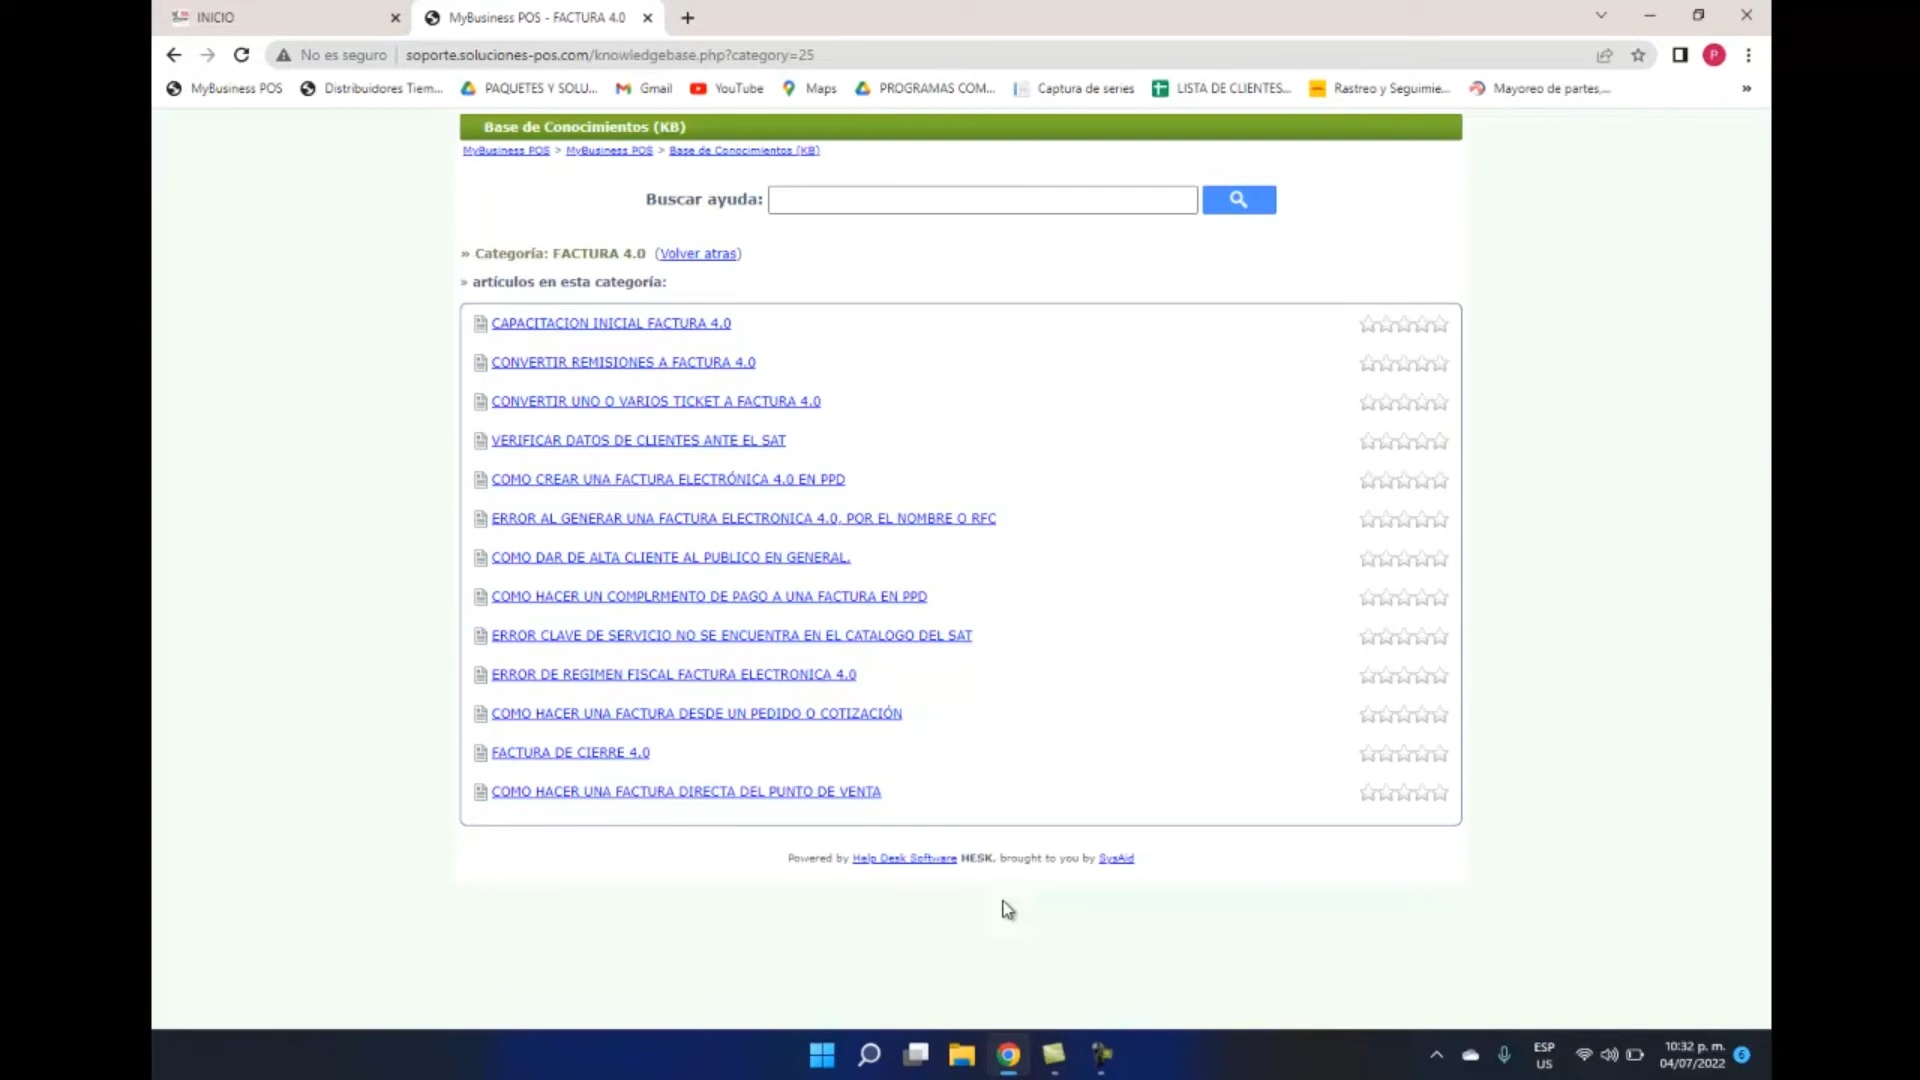 INICIO
MyBusiness POS - FACTURA 4.0
No es seguro | soporte.soluciones-pos.com/knowledgebase.php?category=25
P
MyBusiness POS Distribuidores Tiem... PAQUETES Y SOLU... Gmail YouTube Maps PROGRAMAS COM... Captura de series LISTA DE CLIENTES... Rastreo y Seguimie... Mayoreo de partes,... »
Base de Conocimientos (KB)
MyBusiness POS > MyBusiness POS > Base de Conocimientos (KB)
Buscar ayuda:
» Categoría: FACTURA 4.0 (Volver atras)
» artículos en esta categoría:
CAPACITACION INICIAL FACTURA 4.0
CONVERTIR REMISIONES A FACTURA 4.0
CONVERTIR UNO O VARIOS TICKET A FACTURA 4.0
VERIFICAR DATOS DE CLIENTES ANTE EL SAT
COMO CREAR UNA FACTURA ELECTRÓNICA 4.0 EN PPD
ERROR AL GENERAR UNA FACTURA ELECTRONICA 4.0, POR EL NOMBRE O RFC
COMO DAR DE ALTA CLIENTE AL PUBLICO EN GENERAL.
COMO HACER UN COMPLRMENTO DE PAGO A UNA FACTURA EN PPD
ERROR CLAVE DE SERVICIO NO SE ENCUENTRA EN EL CATALOGO DEL SAT
ERROR DE REGIMEN FISCAL FACTURA ELECTRONICA 4.0
COMO HACER UNA FACTURA DESDE UN PEDIDO O COTIZACIÓN
FACTURA DE CIERRE 4.0
COMO HACER UNA FACTURA DIRECTA DEL PUNTO DE VENTA
Powered by Help Desk Software HESK, brought to you by SysAid
ESP
US
10:32 p. m.
04/07/2022
6